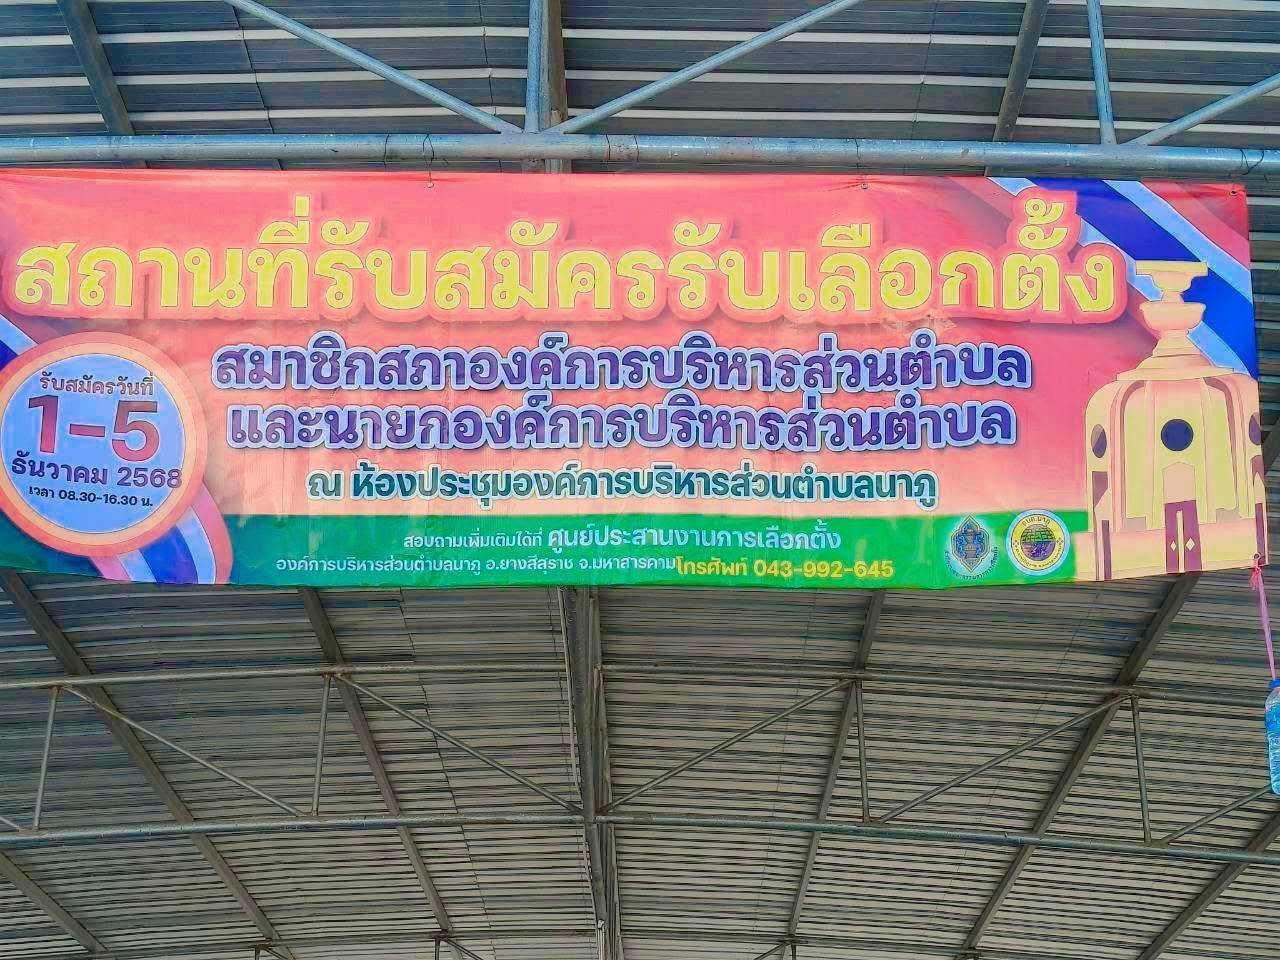 สถานที่รับสมัครรับเลือกตั้ง
สมาชิกสภาองค์การบริหารส่วนตำบล
และนายกองค์การบริหารส่วนตำบล
ณ ห้องประชุมองค์การบริหารส่วนตำบลนาภู
รับสมัครวันที่
1-5
ธันวาคม 2568
เวลา 08.30-16.30 น.
สอบถามเพิ่มเติมได้ที่ ศูนย์ประสานงานการเลือกตั้ง
องค์การบริหารส่วนตำบลนาภู อ.ยางสีสุราช จ.มหาสารคามโทรศัพท์ 043-992-645
อบต.นาภู